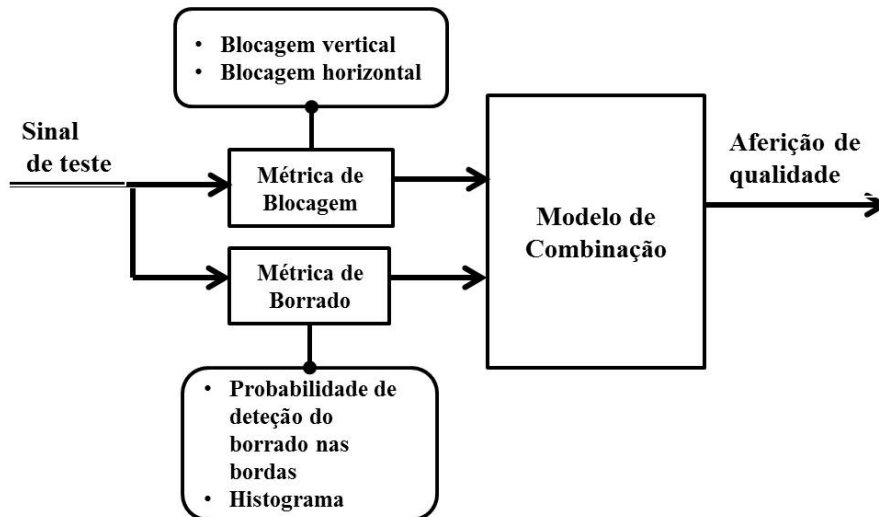 • Blocagem vertical
• Blocagem horizontal
Sinal
de teste
Métrica de
Blocagem
Métrica de
Borrado
Modelo de
Combinação
Aferição de
qualidade
• Probabilidade de
deteção do
borrado nas
bordas
• Histograma